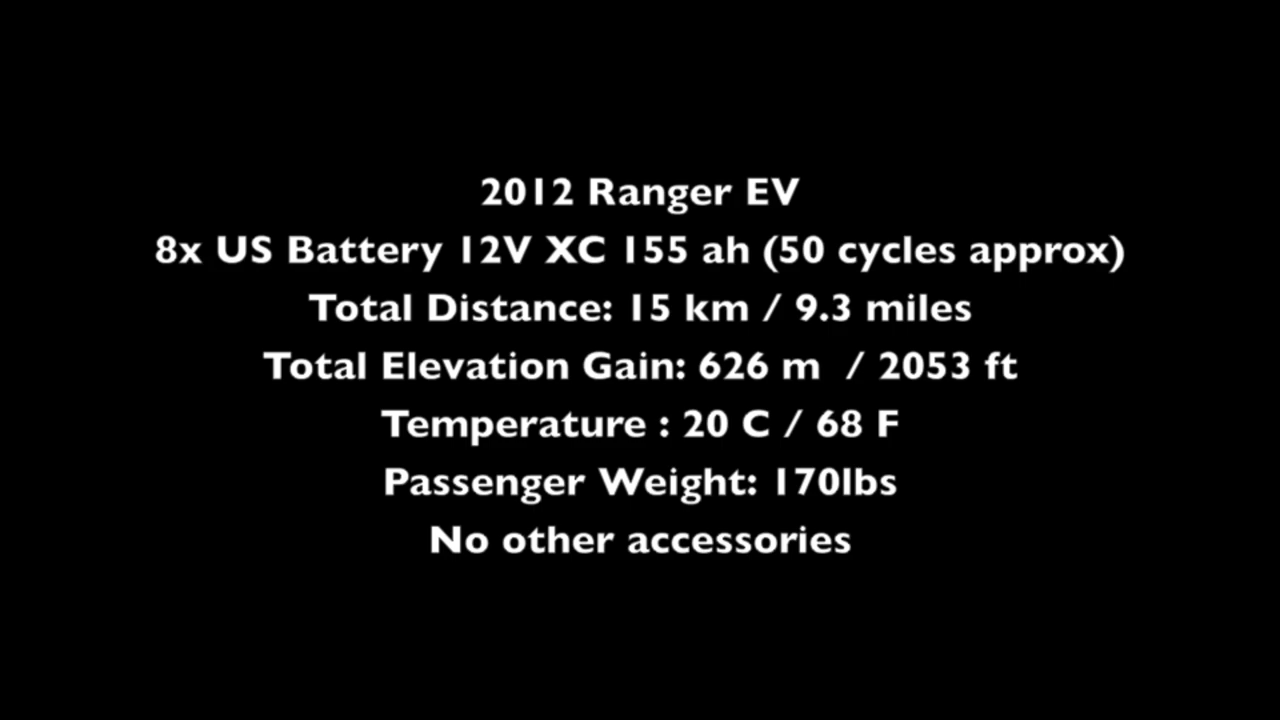 2012 Ranger EV
8x US Battery 12V XC 155 ah (50 cycles approx)
Total Distance: 15 km / 9.3 miles
Total Elevation Gain: 626 m  / 2053 ft
Temperature : 20 C / 68 F
Passenger Weight: 170lbs
No other accessories